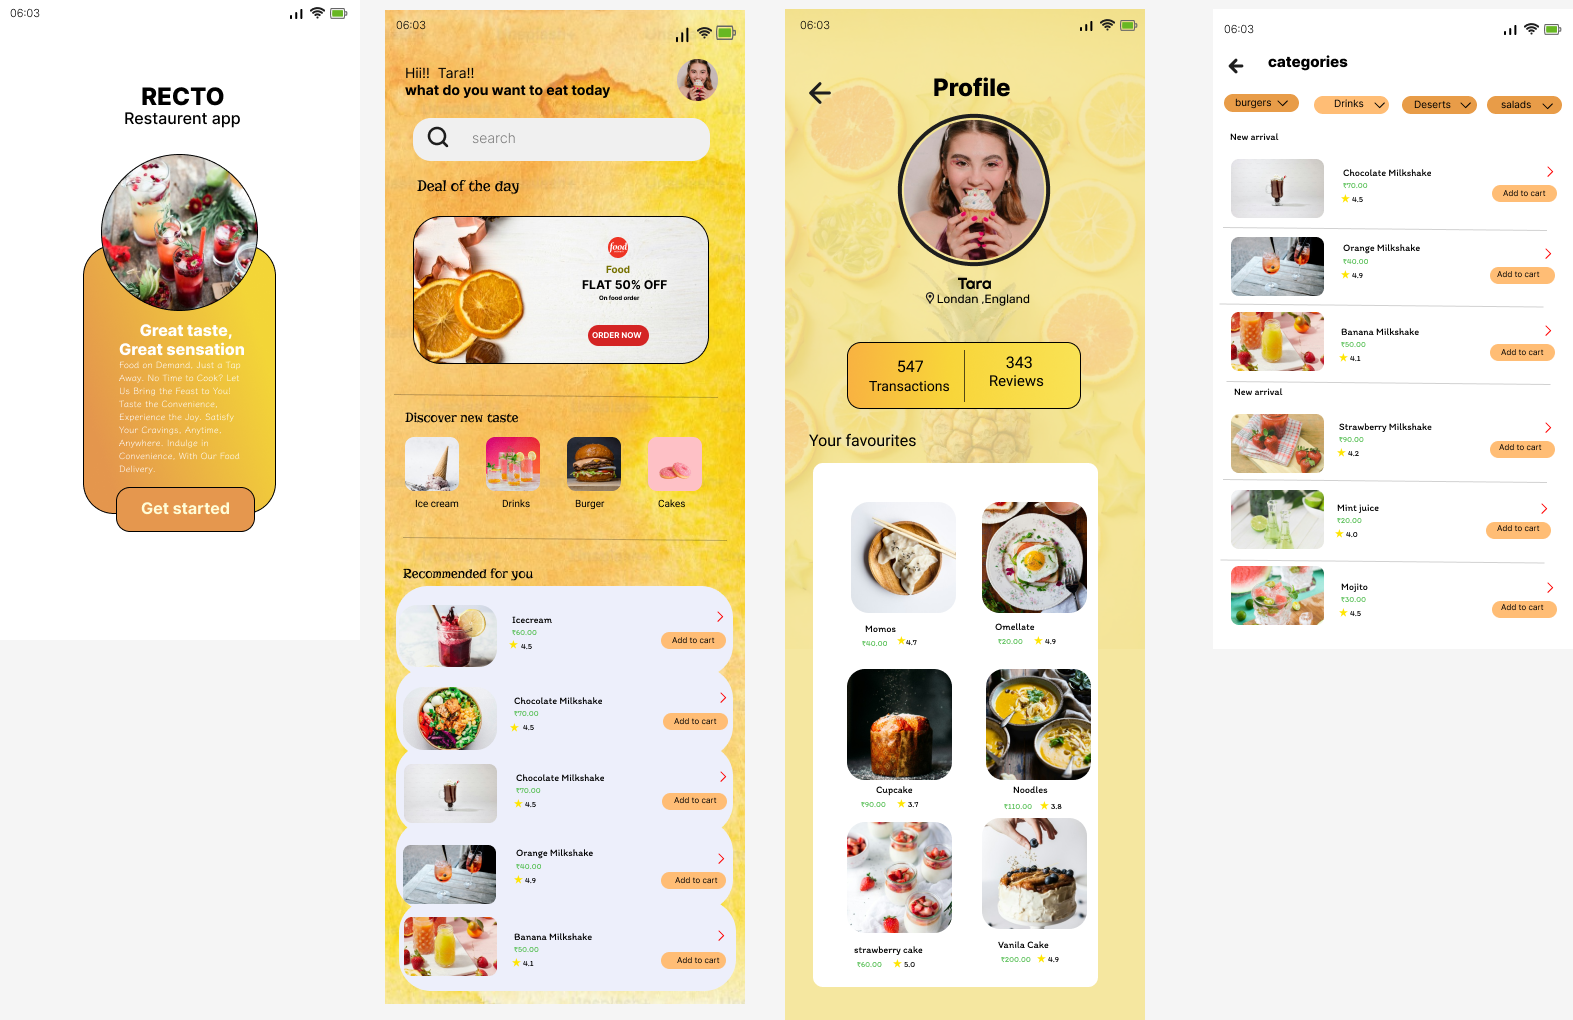 06:03
RECTO
Restaurent app
Great taste,
Great sensation
Food on Demand, Just a Tap
Away. No Time to Cook? Let
Us Bring the Feast to You!
Taste the Convenience,
Experience the Joy. Satisfy
Your Cravings, Anytime,
Anywhere. Indulge in
Convenience, With Our Food
Delivery.
Get started
06:03
Hii!! Tara!!
what do you want to eat today
search
Deal of the day
food
Food
FLAT 50% OFF
On food order
ORDER NOW
Discover new taste
Ice cream
Drinks
Burger
Cakes
Recommended for you
Icecream
₹60.00
4.5
Add to cart
Chocolate Milkshake
₹70.00
4.5
Add to cart
Chocolate Milkshake
₹70.00
4.5
Add to cart
Orange Milkshake
₹40.00
4.9
Add to cart
Banana Milkshake
₹50.00
4.1
Add to cart
06:03
Profile
Tara
Londan ,England
547
Transactions
343
Reviews
Your favourites
Momos
₹40.00 4.7
Omellate
₹20.00 4.9
Cupcake
₹90.00 3.7
Noodles
₹110.00 3.8
strawberry cake
₹60.00 5.0
Vanila Cake
₹200.00 4.9
06:03
categories
burgers
Drinks
Deserts
salads
New arrival
Chocolate Milkshake
₹70.00
4.5
Add to cart
Orange Milkshake
₹40.00
4.9
Add to cart
Banana Milkshake
₹50.00
4.1
Add to cart
New arrival
Strawberry Milkshake
₹90.00
4.2
Add to cart
Mint juice
₹20.00
4.0
Add to cart
Mojito
₹30.00
4.5
Add to cart